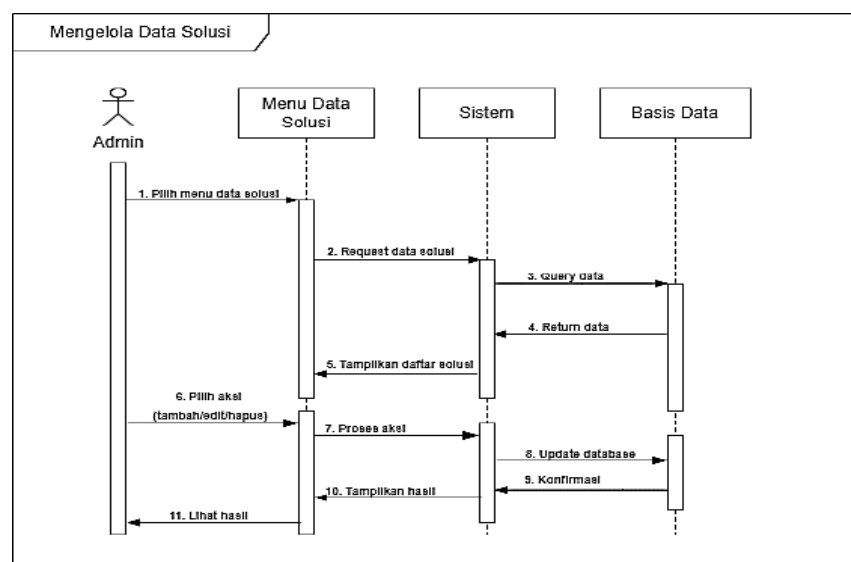 Mengelola Data Solusi
Menu Data
Solusi
Sistem
Basis Data
Admin
1. Pilih menu data solusi
2. Request data solusi
3. Query data
4. Return data
5. Tampilkan daftar solusi
6. Pilih aksi
(tambah/edit/hapus)
7. Proses aksi
8. Update database
9. Konfirmasi
10. Tampilkan hasil
11. Lihat hasil